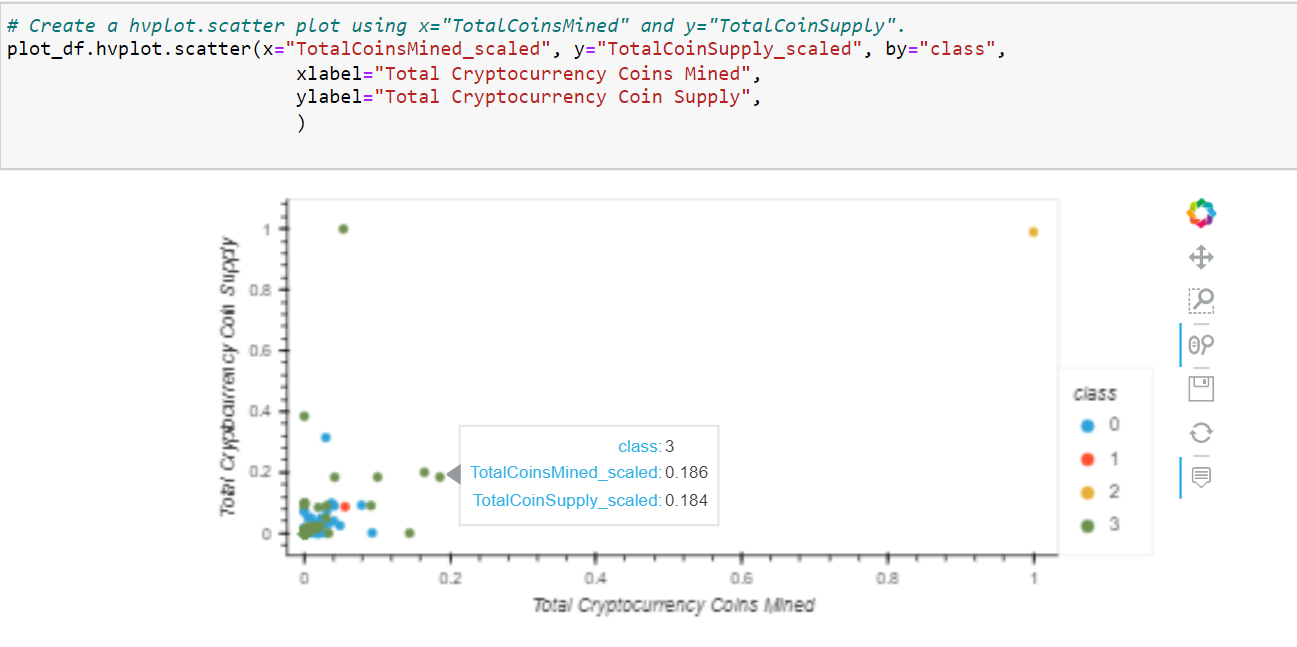 # Create a hvplot.scatter plot using x="TotalCoinsMined" and y="TotalCoinSupply".
plot_df.hvplot.scatter(x="TotalCoinsMined_scaled", y="TotalCoinSupply_scaled", by="class",
xlabel="Total Cryptocurrency Coins Mined",
ylabel="Total Cryptocurrency Coin Supply",
)
Total Cryptocurrency Coin Supply
1
0.8
0.6
0.4
0.2
0
class: 3
TotalCoinsMined_scaled: 0.186
TotalCoinSupply_scaled: 0.184
class
0
1
2
3
0 0.2 0.4 0.6 0.8 1
Total Cryptocurrency Coins Mined